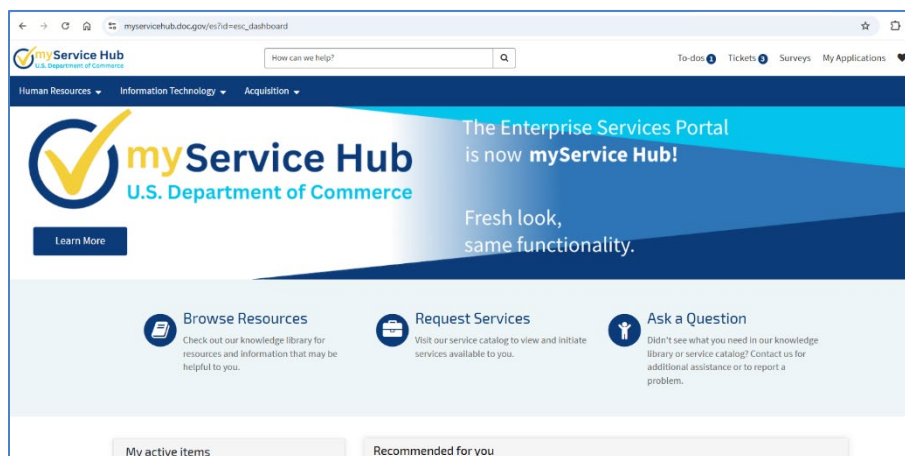 myservicehub.doc.gov/es?id=esc_dashboard
myService Hub
U.S. Department of Commerce
How can we help?
To-dos 1 Tickets 3 Surveys My Applications
Human Resources Information Technology Acquisition
myService Hub
U.S. Department of Commerce
Learn More
The Enterprise Services Portal
is now myService Hub!
Fresh look,
same functionality.
Browse Resources
Check out our knowledge library for
resources and information that may be
helpful to you.
Request Services
Visit our service catalog to view and initiate
services available to you.
Ask a Question
Didn't see what you need in our knowledge
library or service catalog? Contact us for
additional assistance or to report a
problem.
My active items
Recommended for you